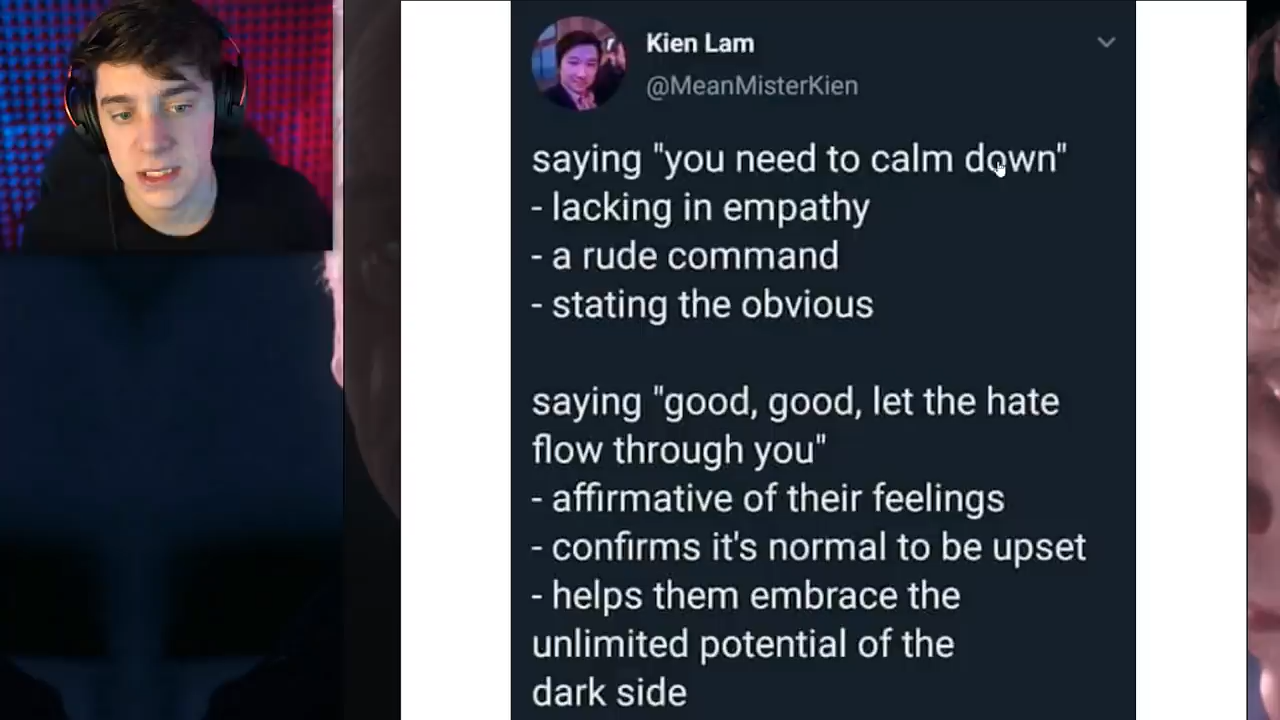 Kien Lam
@MeanMisterKien
saying "you need to calm down"
- lacking in empathy
- a rude command
- stating the obvious
saying "good, good, let the hate
flow through you"
- affirmative of their feelings
- confirms it's normal to be upset
- helps them embrace the
unlimited potential of the
dark side